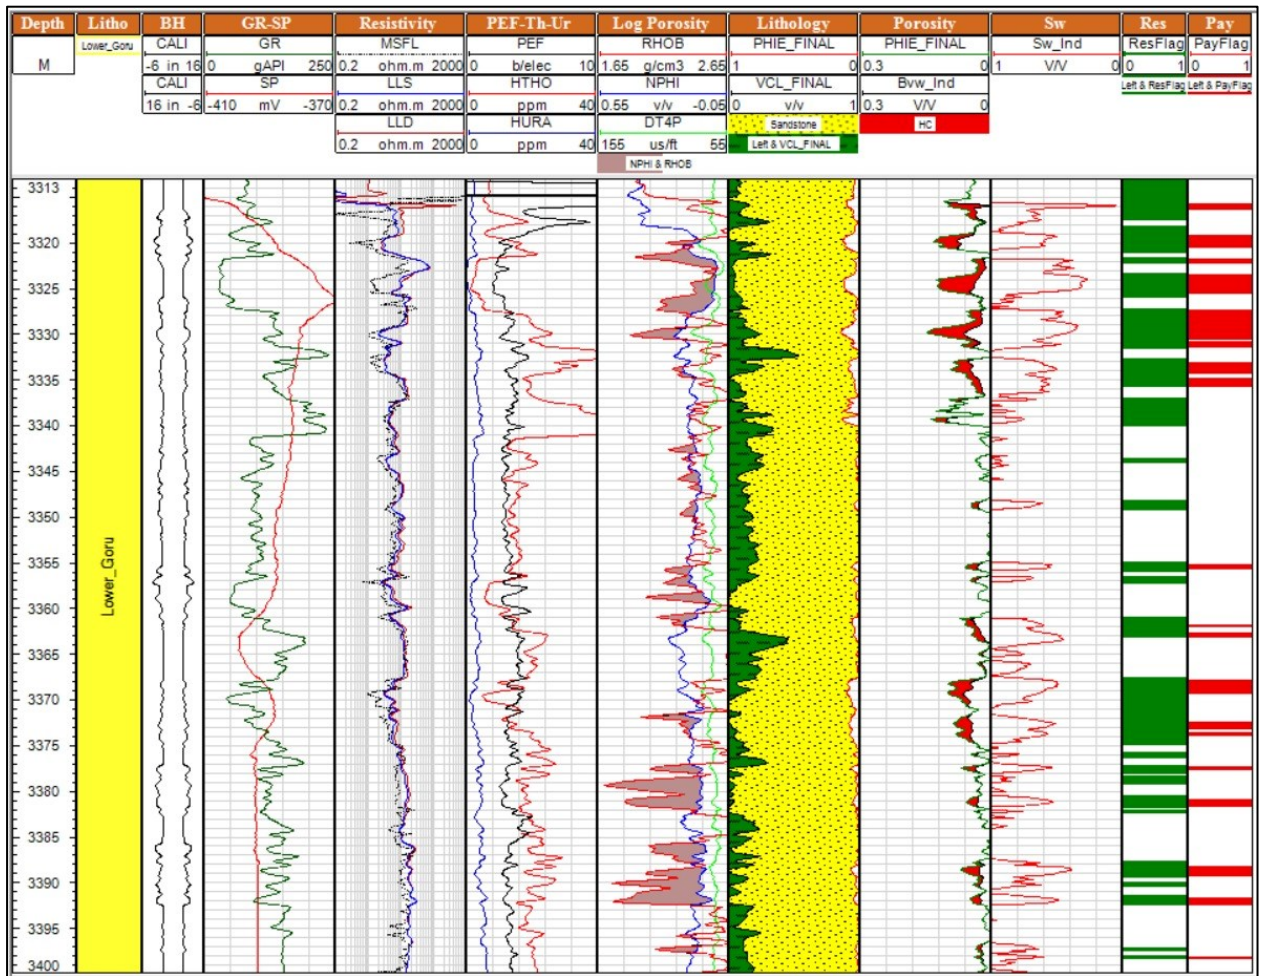 Depth Litho BH GR-SP Resistivity PEF-Th-Ur Log Porosity Lithology Porosity Sw Res Pay
M Lower_Goru CALI GR MSFL PEF RHOB PHIE_FINAL PHIE_FINAL Sw_Ind ResFlag PayFlag
-6 in 16 0 gAPI 250 0.2 ohm.m 2000 0 b/elec 10 1.65 g/cm3 2.65 1 0 0.3 0 1 V/V 0 0 1 0 1
CALI SP LLS HTHO NPHI VCL_FINAL Bvw_Ind Left & ResFlag Left & PayFlag
16 in -6 -410 mV -370 0.2 ohm.m 2000 0 ppm 40 0.55 v/v -0.05 0 v/v 1 0.3 V/V 0
LLD HURA DT4P Sandstone HC
0.2 ohm.m 2000 0 ppm 40 155 us/ft 55 Left & VCL_FINAL
NPHI & RHOB
3313
3320
3325
3330
3335
3340
3345
3350
3355
3360
3365
3370
3375
3380
3385
3390
3395
3400
Lower_Goru